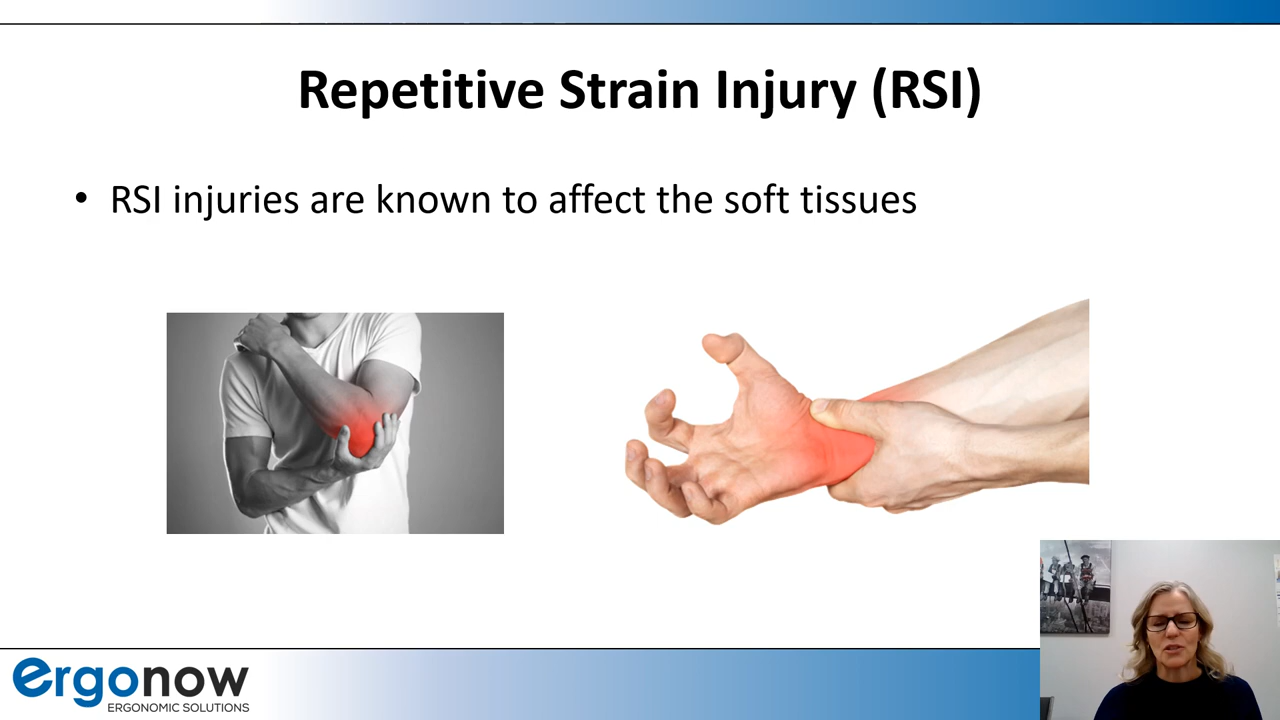 Repetitive Strain Injury (RSI)
• RSI injuries are known to affect the soft tissues
ergonow
ERGONOMIC SOLUTIONS